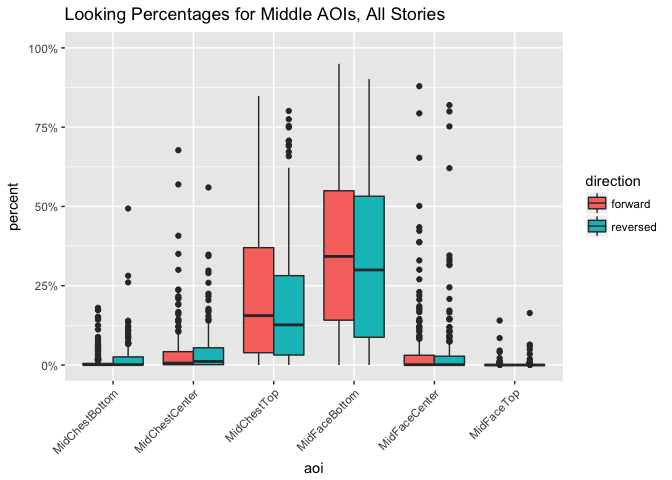 Looking Percentages for Middle AOIs, All Stories
100%
75%
50%
25%
0%
percent
MidChestBottom
MidChestCenter
MidChestTop
MidFaceBottom
MidFaceCenter
MidFaceTop
aoi
direction
forward
reversed